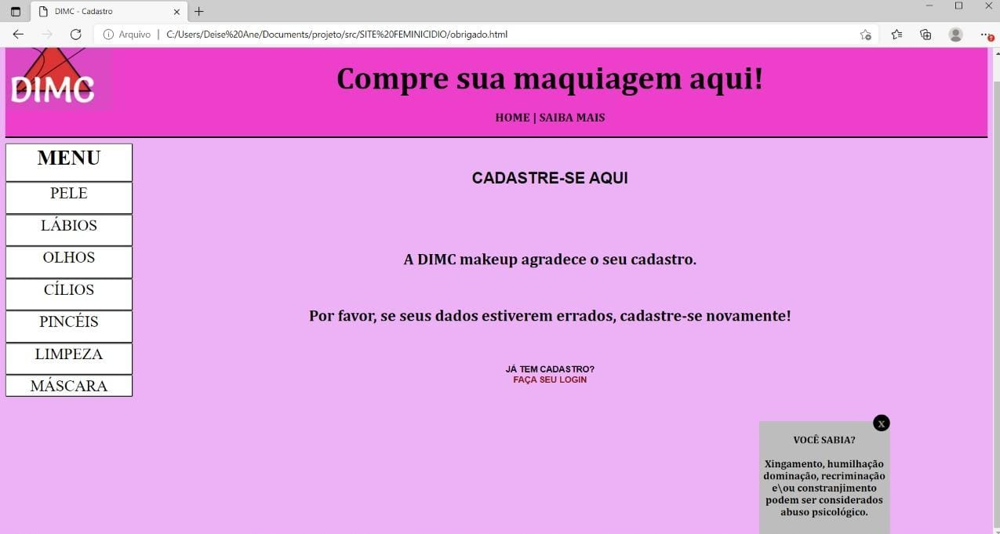 DIMC - Cadastro
Arquivo | C:/Users/Deise%20Ane/Documents/projeto/src/SITE%20FEMINICIDIO/obrigado.html
DIMC
Compre sua maquiagem aqui!
HOME | SAIBA MAIS
MENU
PELE
LÁBIOS
OLHOS
CÍLIOS
PINCÉIS
LIMPEZA
MÁSCARA
CADASTRE-SE AQUI
A DIMC makeup agradece o seu cadastro.
Por favor, se seus dados estiverem errados, cadastre-se novamente!
JÁ TEM CADASTRO?
FAÇA SEU LOGIN
X
VOCÊ SABIA?
Xingamento, humilhação
dominação, recriminação
e\ou constranjimento
podem ser considerados
abuso psicológico.